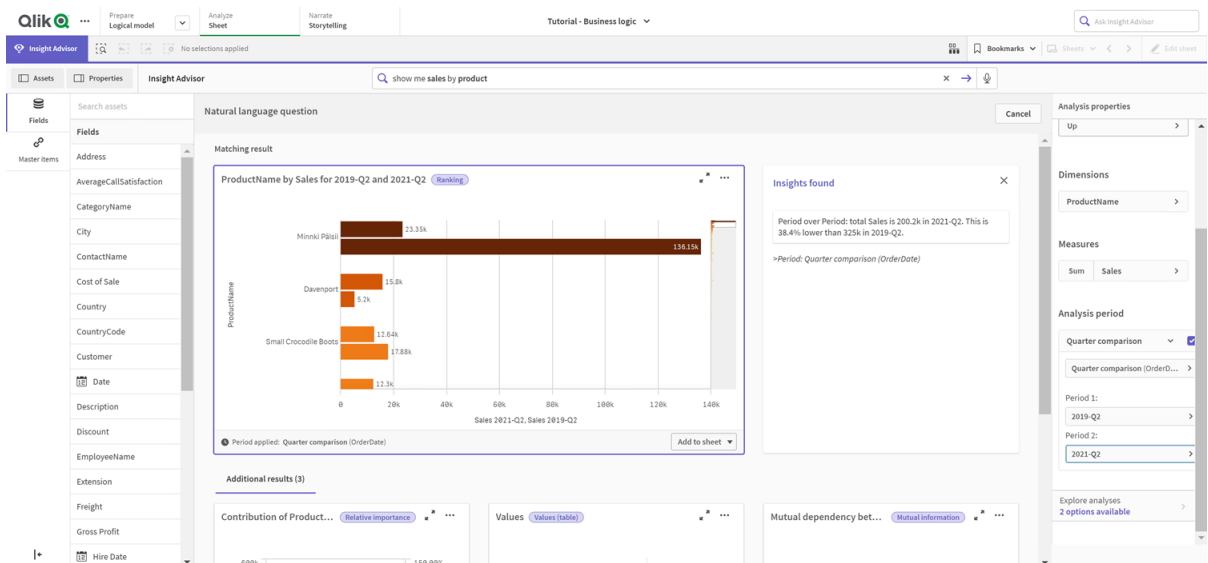 Qlik
Prepare
Logical model
Analyze
Sheet
Narrate
Storytelling
Tutorial - Business logic
Ask Insight Advisor
Insight Advisor
No selections applied
Bookmarks
Sheets
Edit sheet
Assets
Properties
Insight Advisor
show me sales by product
Fields
Master items
Search assets
Fields
Address
AverageCallSatisfaction
CategoryName
City
ContactName
Cost of Sale
Country
CountryCode
Customer
Date
Description
Discount
EmployeeName
Extension
Freight
Gross Profit
Hire Date
Natural language question
Cancel
Matching result
ProductName by Sales for 2019-Q2 and 2021-Q2 Ranking
ProductName
Minnki Pälsii
23.35k
136.15k
Davenport
15.8k
5.2k
Small Crocodile Boots
12.64k
17.88k
12.3k
0 20k 40k 60k 80k 100k 120k 140k
Sales 2021-Q2, Sales 2019-Q2
Period applied: Quarter comparison (OrderDate)
Add to sheet
Insights found
Period over Period: total Sales is 200.2k in 2021-Q2. This is
38.4% lower than 325k in 2019-Q2.
>Period: Quarter comparison (OrderDate)
Additional results (3)
Contribution of Product... Relative importance
600k
150.00%
Values Values (table)
Mutual dependency bet... Mutual information
Analysis properties
Up
Dimensions
ProductName
Measures
Sum Sales
Analysis period
Quarter comparison
Quarter comparison (OrderD...
Period 1:
2019-Q2
Period 2:
2021-Q2
Explore analyses
2 options available